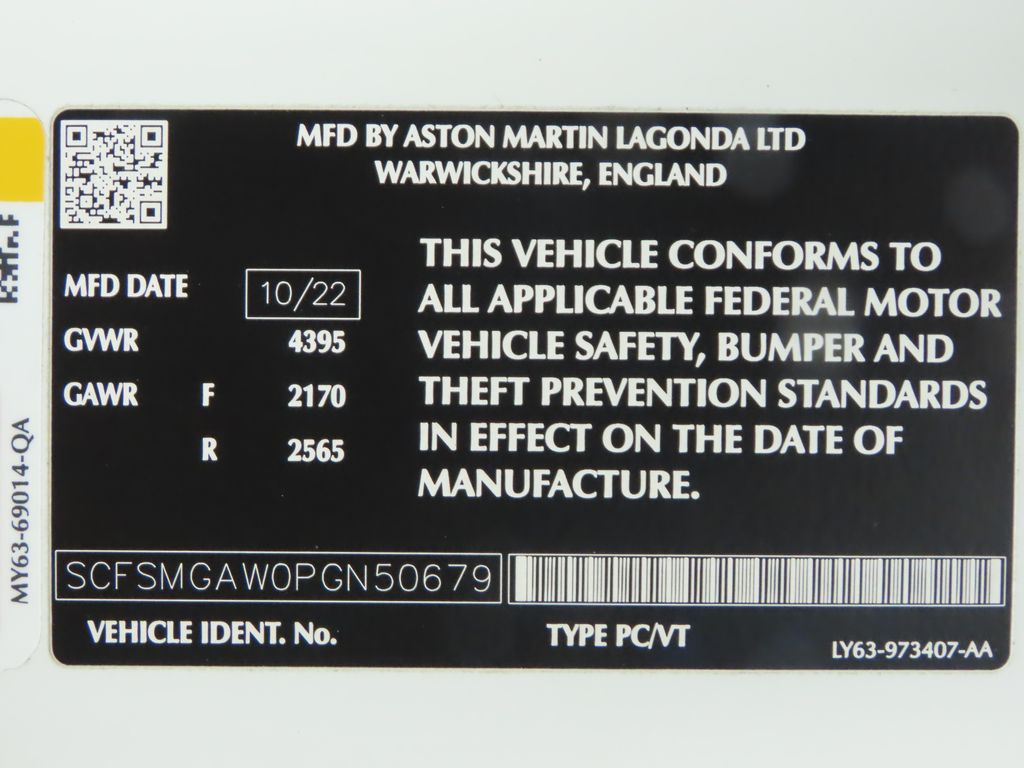 MFD BY ASTON MARTIN LAGONDA LTD
WARWICKSHIRE, ENGLAND
THIS VEHICLE CONFORMS TO
ALL APPLICABLE FEDERAL MOTOR
VEHICLE SAFETY, BUMPER AND
THEFT PREVENTION STANDARDS
IN EFFECT ON THE DATE OF
MANUFACTURE.
MFD DATE 10/22
GVWR 4395
GAWR F 2170
R 2565
SCFSMGAW0PGN50679
VEHICLE IDENT. No.
TYPE PC/VT
LY63-973407-AA
MY63-69014-QA